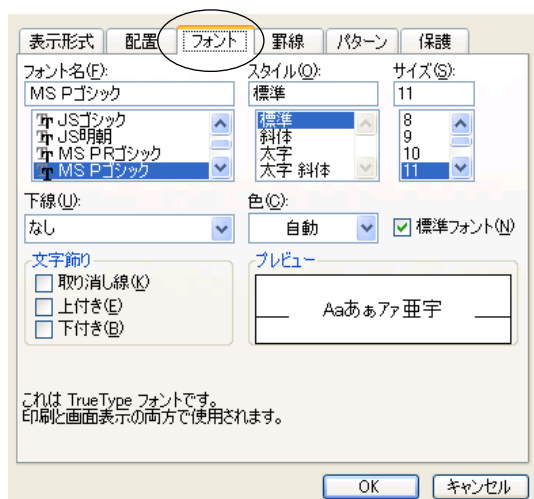 表示形式 配置 フォント 罫線 パターン 保護
フォント名(F): スタイル(O): サイズ(S):
MS Pゴシック 標準 11
JSゴシック 標準 8
JS明朝 斜体 9
MS PRゴシック 太字 10
MS Pゴシック 太字 斜体 11
下線(U): 色(C):
なし 自動 標準フォント(N)
文字飾り プレビュー
取り消し線(K)
上付き(E) Aaあぁアァ亜宇
下付き(B)
これは TrueType フォントです。
印刷と画面表示の両方で使用されます。
OK キャンセル